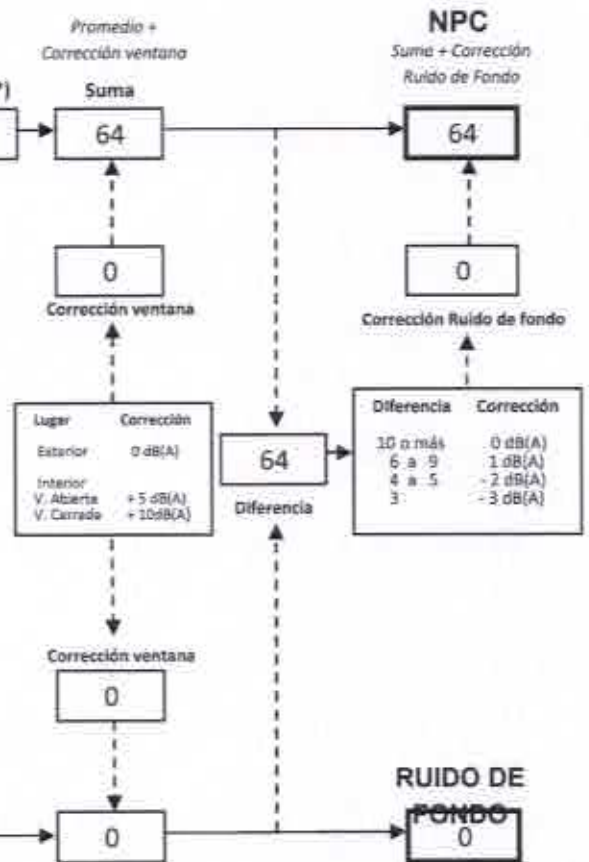 Promedio +
Corrección ventana
Suma
64
NPC
Suma + Corrección
Ruido de Fondo
64
0
Corrección ventana
0
Corrección Ruido de fondo
Lugar Corrección
Exterior 0 dB(A)
Interior
V. Abierta + 5 dB(A)
V. Cerrada + 10dB(A)
64
Diferencia
Diferencia Corrección
10 o más 0 dB(A)
6 a 9 1 dB(A)
4 a 5 - 2 dB(A)
3 - 3 dB(A)
Corrección ventana
0
0
RUIDO DE
FONDO
0